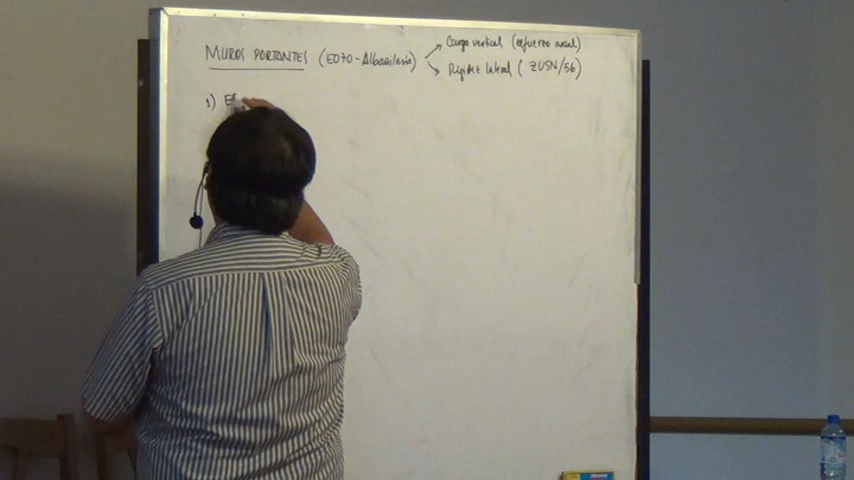 MUROS PORTANTES (E070-Albañilería)
Carga vertical (esfuerzo axial)
Rigidez lateral (ZUSN/56)
1) E